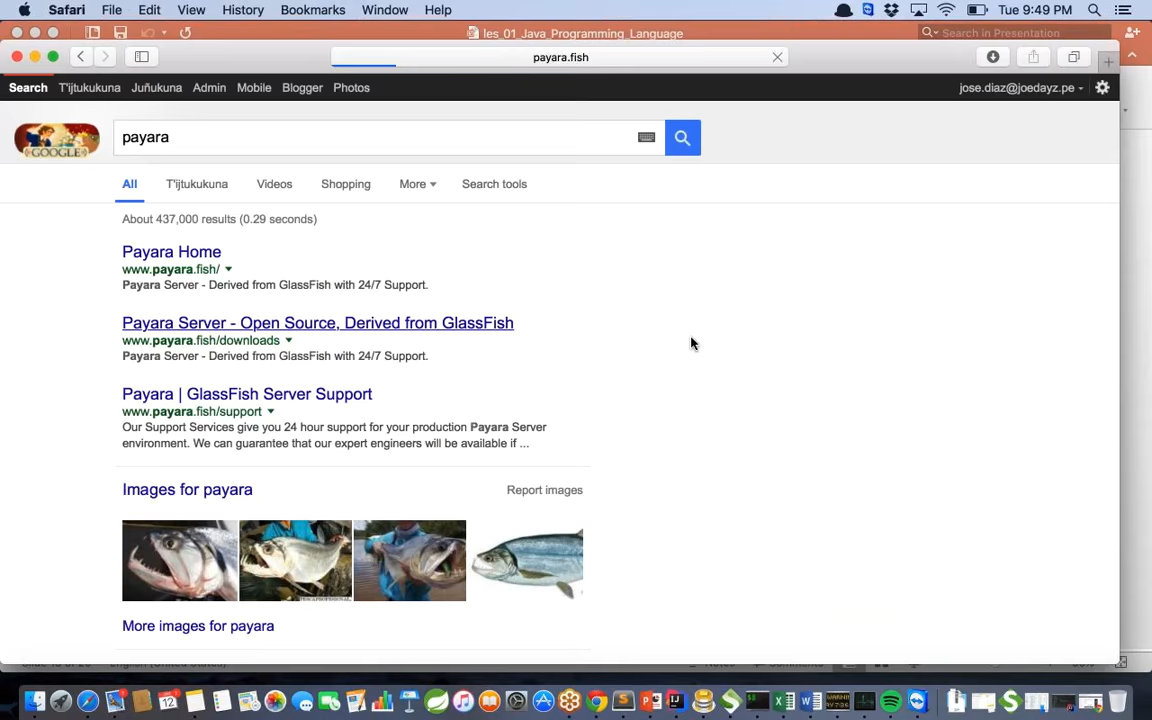 Safari File Edit View History Bookmarks Window Help Tue 9:49 PM
les_01_Java_Programming_Language Search in Presentation
payara.fish
Search T'ijtukukuna Juñukuna Admin Mobile Blogger Photos jose.diaz@joedayz.pe
GOOGLE payara
All T'ijtukukuna Videos Shopping More Search tools
About 437,000 results (0.29 seconds)
Payara Home
www.payara.fish/
Payara Server - Derived from GlassFish with 24/7 Support.
Payara Server - Open Source, Derived from GlassFish
www.payara.fish/downloads
Payara Server - Derived from GlassFish with 24/7 Support.
Payara | GlassFish Server Support
www.payara.fish/support
Our Support Services give you 24 hour support for your production Payara Server
environment. We can guarantee that our expert engineers will be available if ...
Images for payara Report images
More images for payara